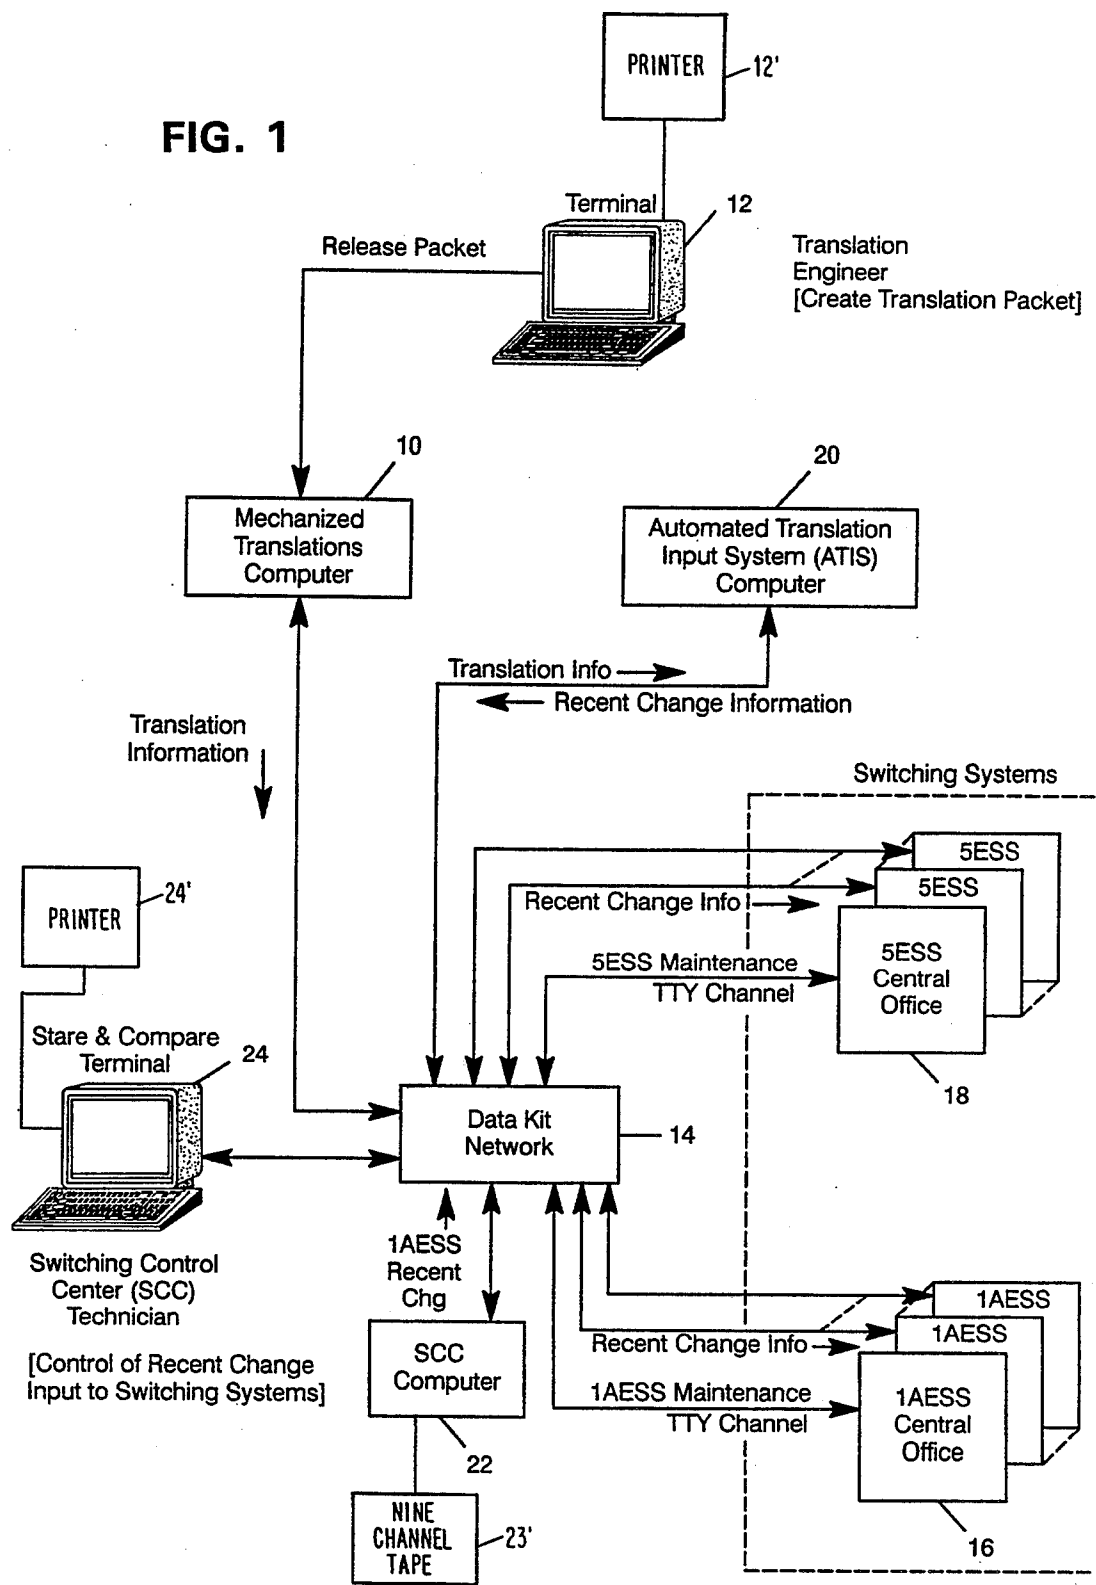 PRINTER
12'
FIG. 1
Terminal
12
Release Packet
Translation
Engineer
[Create Translation Packet]
10
20
Mechanized
Translations
Computer
Automated Translation
Input System (ATIS)
Computer
Translation Info
Recent Change Information
Translation
Information
Switching Systems
5ESS
5ESS
Recent Change Info
24'
PRINTER
5ESS Maintenance
TTY Channel
5ESS
Central
Office
18
Stare & Compare
Terminal
24
Data Kit
Network
14
1AESS
Recent
Chg
Switching Control
Center (SCC)
Technician
[Control of Recent Change
Input to Switching Systems]
SCC
Computer
22
1AESS
1AESS
Recent Change Info
1AESS Maintenance
TTY Channel
1AESS
Central
Office
16
NINE
CHANNEL
TAPE
23'